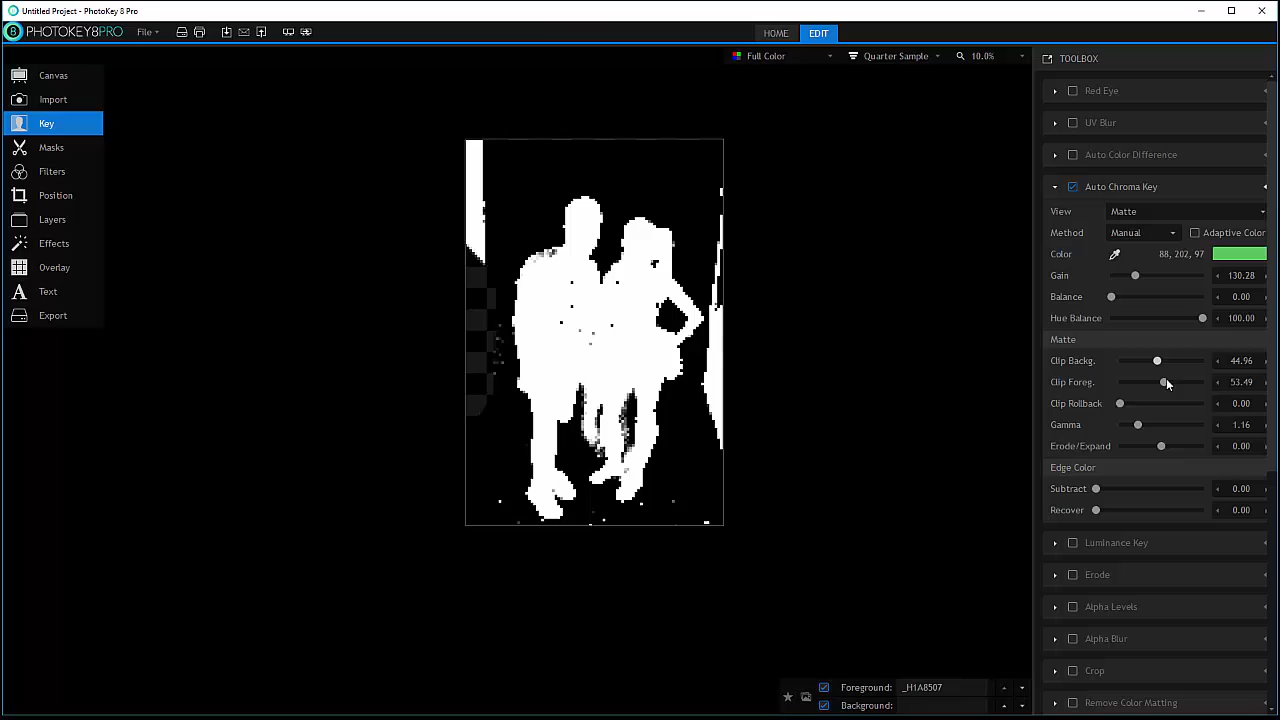 Untitled Project - PhotoKey 8 Pro
8 PHOTOKEY8PRO File HOME EDIT
Full Color Quarter Sample 10.0% TOOLBOX
Canvas
Import
Key
Masks
Filters
Position
Layers
Effects
Overlay
Text
Export
Red Eye
UV Blur
Auto Color Difference
Auto Chroma Key
View Matte
Method Manual Adaptive Color
Color 88, 202, 97
Gain 130.28
Balance 0.00
Hue Balance 100.00
Matte
Clip Backg. 44.96
Clip Foreg. 53.49
Clip Rollback 0.00
Gamma 1.16
Erode/Expand 0.00
Edge Color
Subtract 0.00
Recover 0.00
Luminance Key
Erode
Alpha Levels
Alpha Blur
Crop
Remove Color Matting
Foreground: _H1A8507
Background: